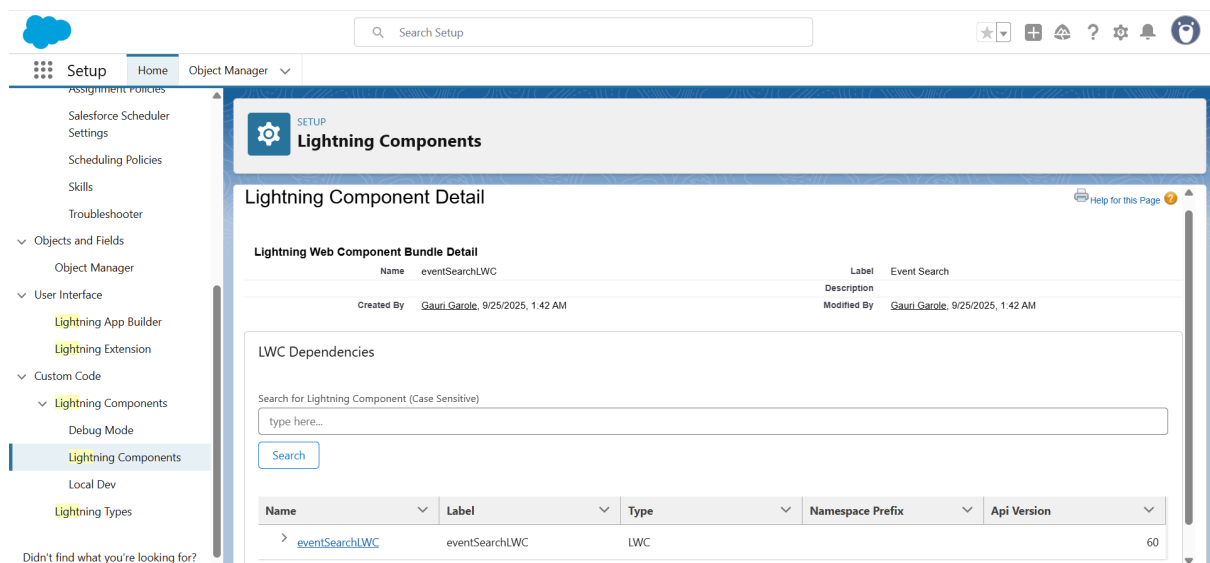 Search Setup
Setup
Home
Object Manager
Assignment Policies
Salesforce Scheduler
Settings
Scheduling Policies
Skills
Troubleshooter
Objects and Fields
Object Manager
User Interface
Lightning App Builder
Lightning Extension
Custom Code
Lightning Components
Debug Mode
Lightning Components
Local Dev
Lightning Types
Didn't find what you're looking for?
SETUP
Lightning Components
Lightning Component Detail
Help for this Page
Lightning Web Component Bundle Detail
Name eventSearchLWC Label Event Search
Description
Created By Gauri Garole, 9/25/2025, 1:42 AM Modified By Gauri Garole, 9/25/2025, 1:42 AM
LWC Dependencies
Search for Lightning Component (Case Sensitive)
type here...
Search
Name Label Type Namespace Prefix Api Version
eventSearchLWC eventSearchLWC LWC 60